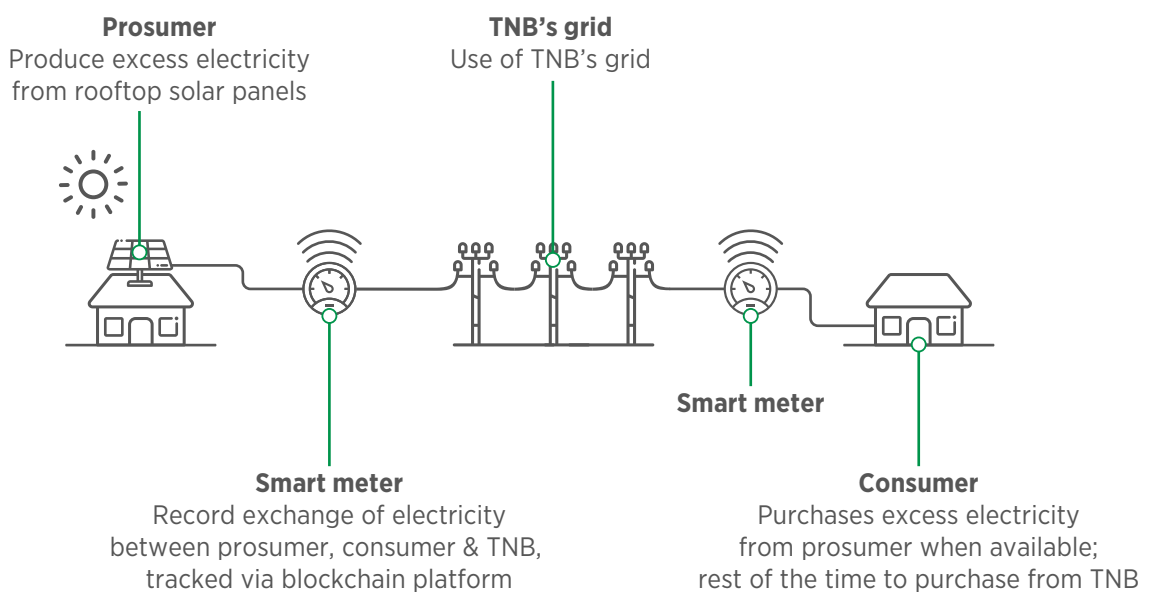 Prosumer
Produce excess electricity
from rooftop solar panels
TNB’s grid
Use of TNB’s grid
Smart meter
Record exchange of electricity
between prosumer, consumer & TNB,
tracked via blockchain platform
Smart meter
Consumer
Purchases excess electricity
from prosumer when available;
rest of the time to purchase from TNB